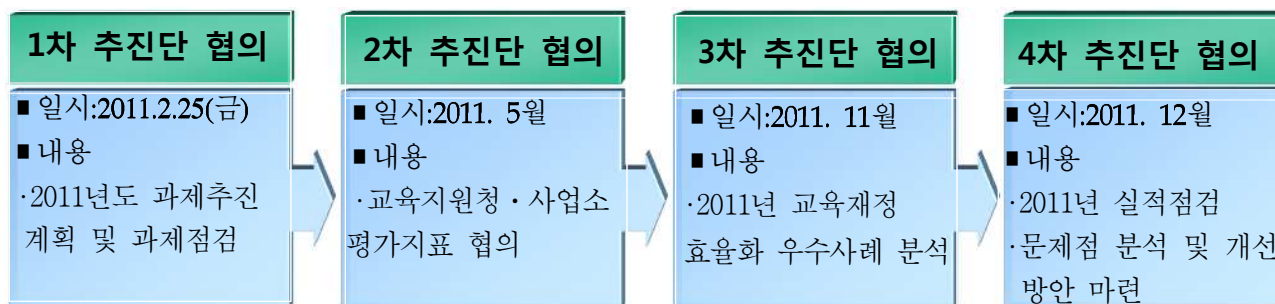 1차 추진단 협의
■ 일시:2011.2.25(금)
■ 내용
·2011년도 과제추진
계획 및 과제점검
2차 추진단 협의
■ 일시:2011. 5월
■ 내용
·교육지원청·사업소
평가지표 협의
3차 추진단 협의
■ 일시:2011. 11월
■ 내용
·2011년 교육재정
효율화 우수사례 분석
4차 추진단 협의
■ 일시:2011. 12월
■ 내용
·2011년 실적점검
·문제점 분석 및 개선
방안 마련